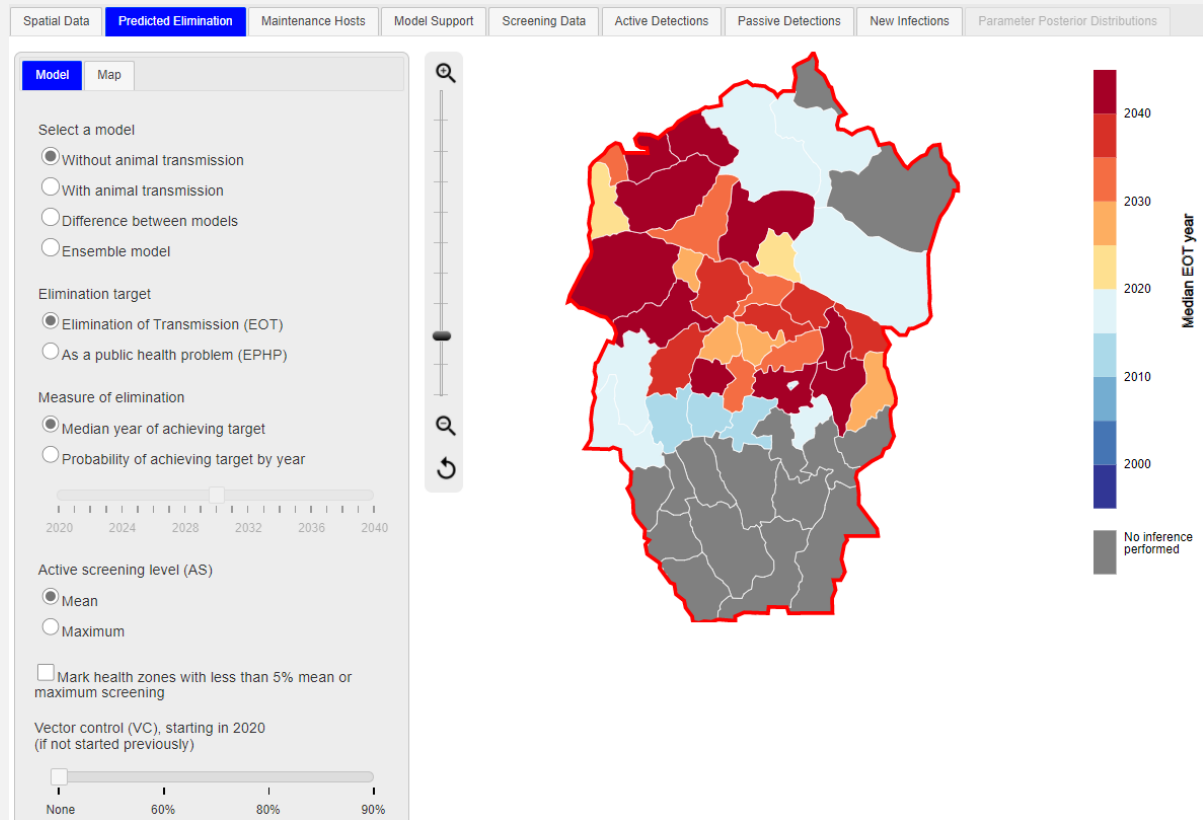 Spatial Data
Predicted Elimination
Maintenance Hosts
Model Support
Screening Data
Active Detections
Passive Detections
New Infections
Parameter Posterior Distributions
Model
Map
Select a model
Without animal transmission
With animal transmission
Difference between models
Ensemble model
Elimination target
Elimination of Transmission (EOT)
As a public health problem (EPHP)
Measure of elimination
Median year of achieving target
Probability of achieving target by year
2020 2024 2028 2032 2036 2040
Active screening level (AS)
Mean
Maximum
Mark health zones with less than 5% mean or
maximum screening
Vector control (VC), starting in 2020
(if not started previously)
None 60% 80% 90%
2040
2030
2020
2010
2000
Median EOT year
No inference
performed